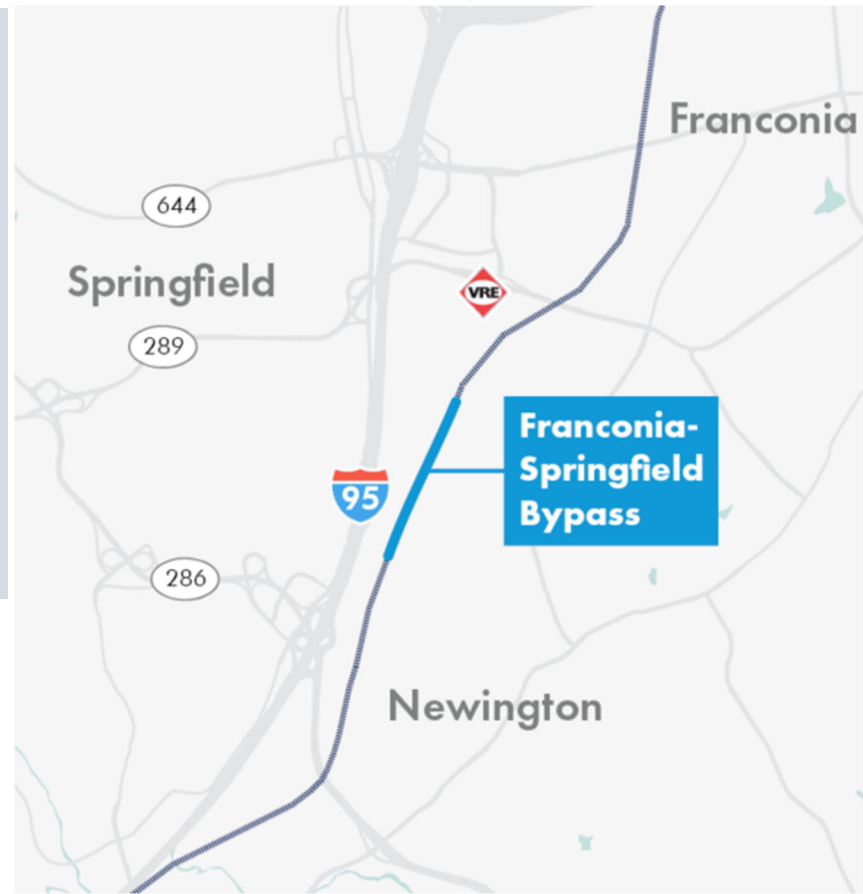 Franconia
644
Springfield
VRE
289
Franconia-
Springfield
Bypass
95
286
Newington